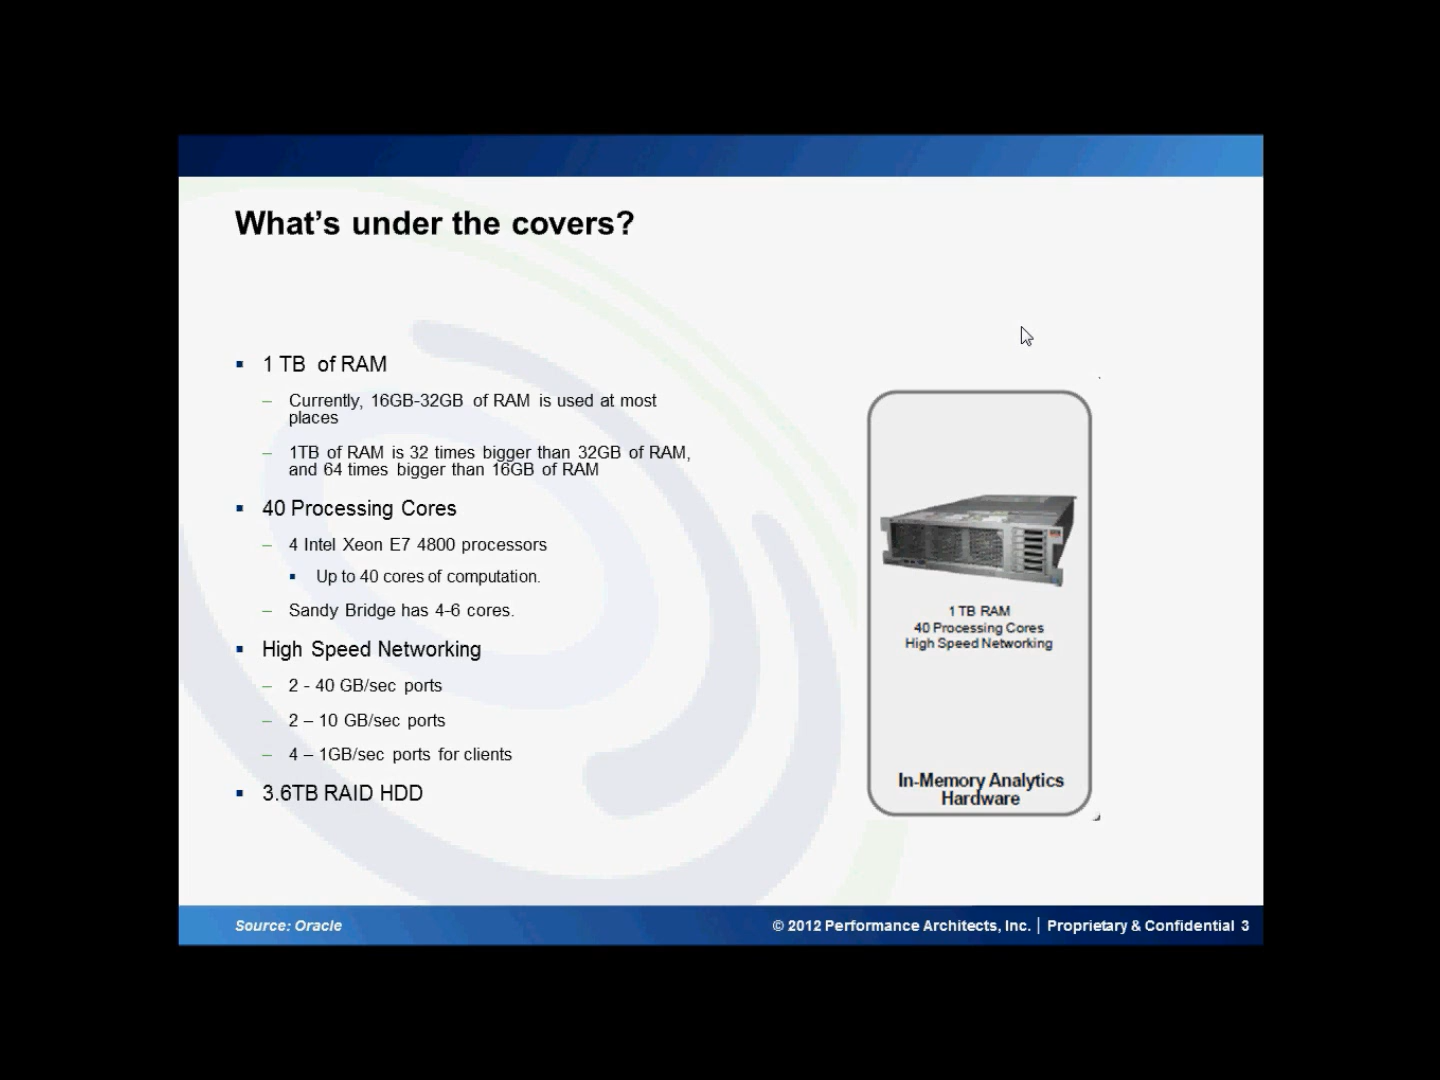 What's under the covers?
1 TB of RAM
Currently, 16GB-32GB of RAM is used at most
places
1TB of RAM is 32 times bigger than 32GB of RAM,
and 64 times bigger than 16GB of RAM
40 Processing Cores
4 Intel Xeon E7 4800 processors
Up to 40 cores of computation.
Sandy Bridge has 4-6 cores.
High Speed Networking
2 - 40 GB/sec ports
2 – 10 GB/sec ports
4 – 1GB/sec ports for clients
3.6TB RAID HDD
1 TB RAM
40 Processing Cores
High Speed Networking
In-Memory Analytics
Hardware
Source: Oracle
© 2012 Performance Architects, Inc. | Proprietary & Confidential 3